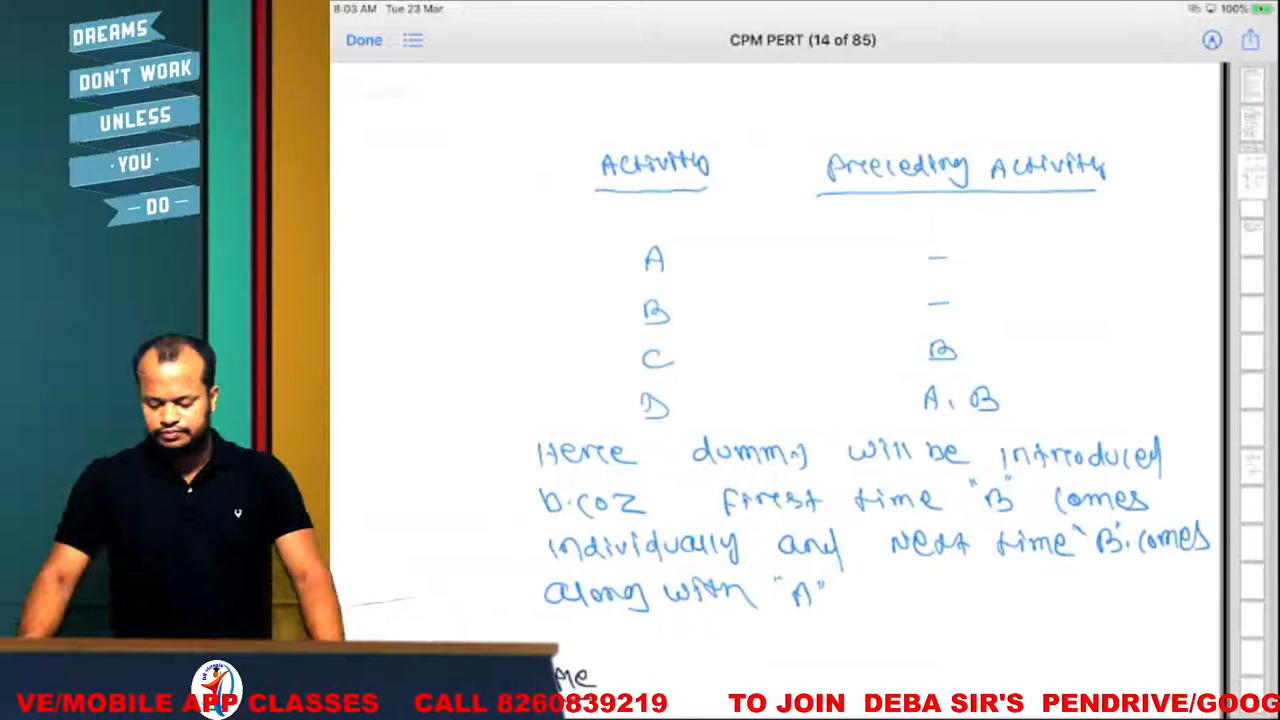 8:03 AM Tue 23 Mar
100%
DREAMS
DON'T WORK
UNLESS
·YOU·
– DO –
Done
CPM PERT (14 of 85)
Activity Preceding Activity
A –
B –
C B
D A, B
Here dummy will be introduced
b.coz First time "B" comes
individually and Next time "B" comes
along with "A"
VE/MOBILE APP CLASSES CALL 8260839219 TO JOIN DEBA SIR'S PENDRIVE/GOOG